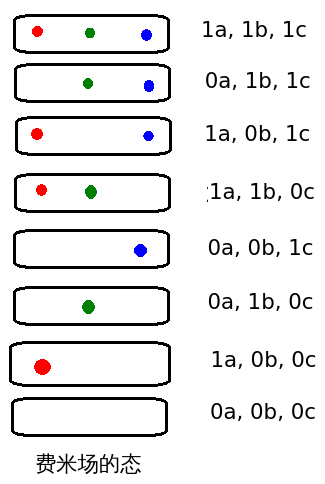 1a, 1b, 1c
0a, 1b, 1c
1a, 0b, 1c
;1a, 1b, 0c
0a, 0b, 1c
0a, 1b, 0c
1a, 0b, 0c
0a, 0b, 0c
费米场的态